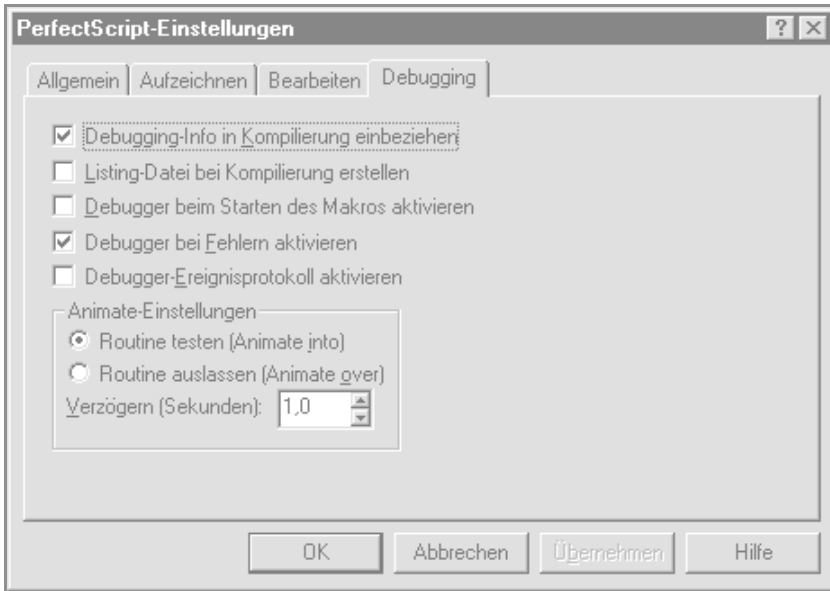 PerfectScript-Einstellungen ?
Allgemein Aufzeichnen Bearbeiten Debugging
Debugging-Info in Kompilierung einbeziehen
Listing-Datei bei Kompilierung erstellen
Debugger beim Starten des Makros aktivieren
Debugger bei Fehlern aktivieren
Debugger-Ereignisprotokoll aktivieren
Animate-Einstellungen
Routine testen (Animate into)
Routine auslassen (Animate over)
Verzögern (Sekunden): 1,0
OK Abbrechen Übernehmen Hilfe